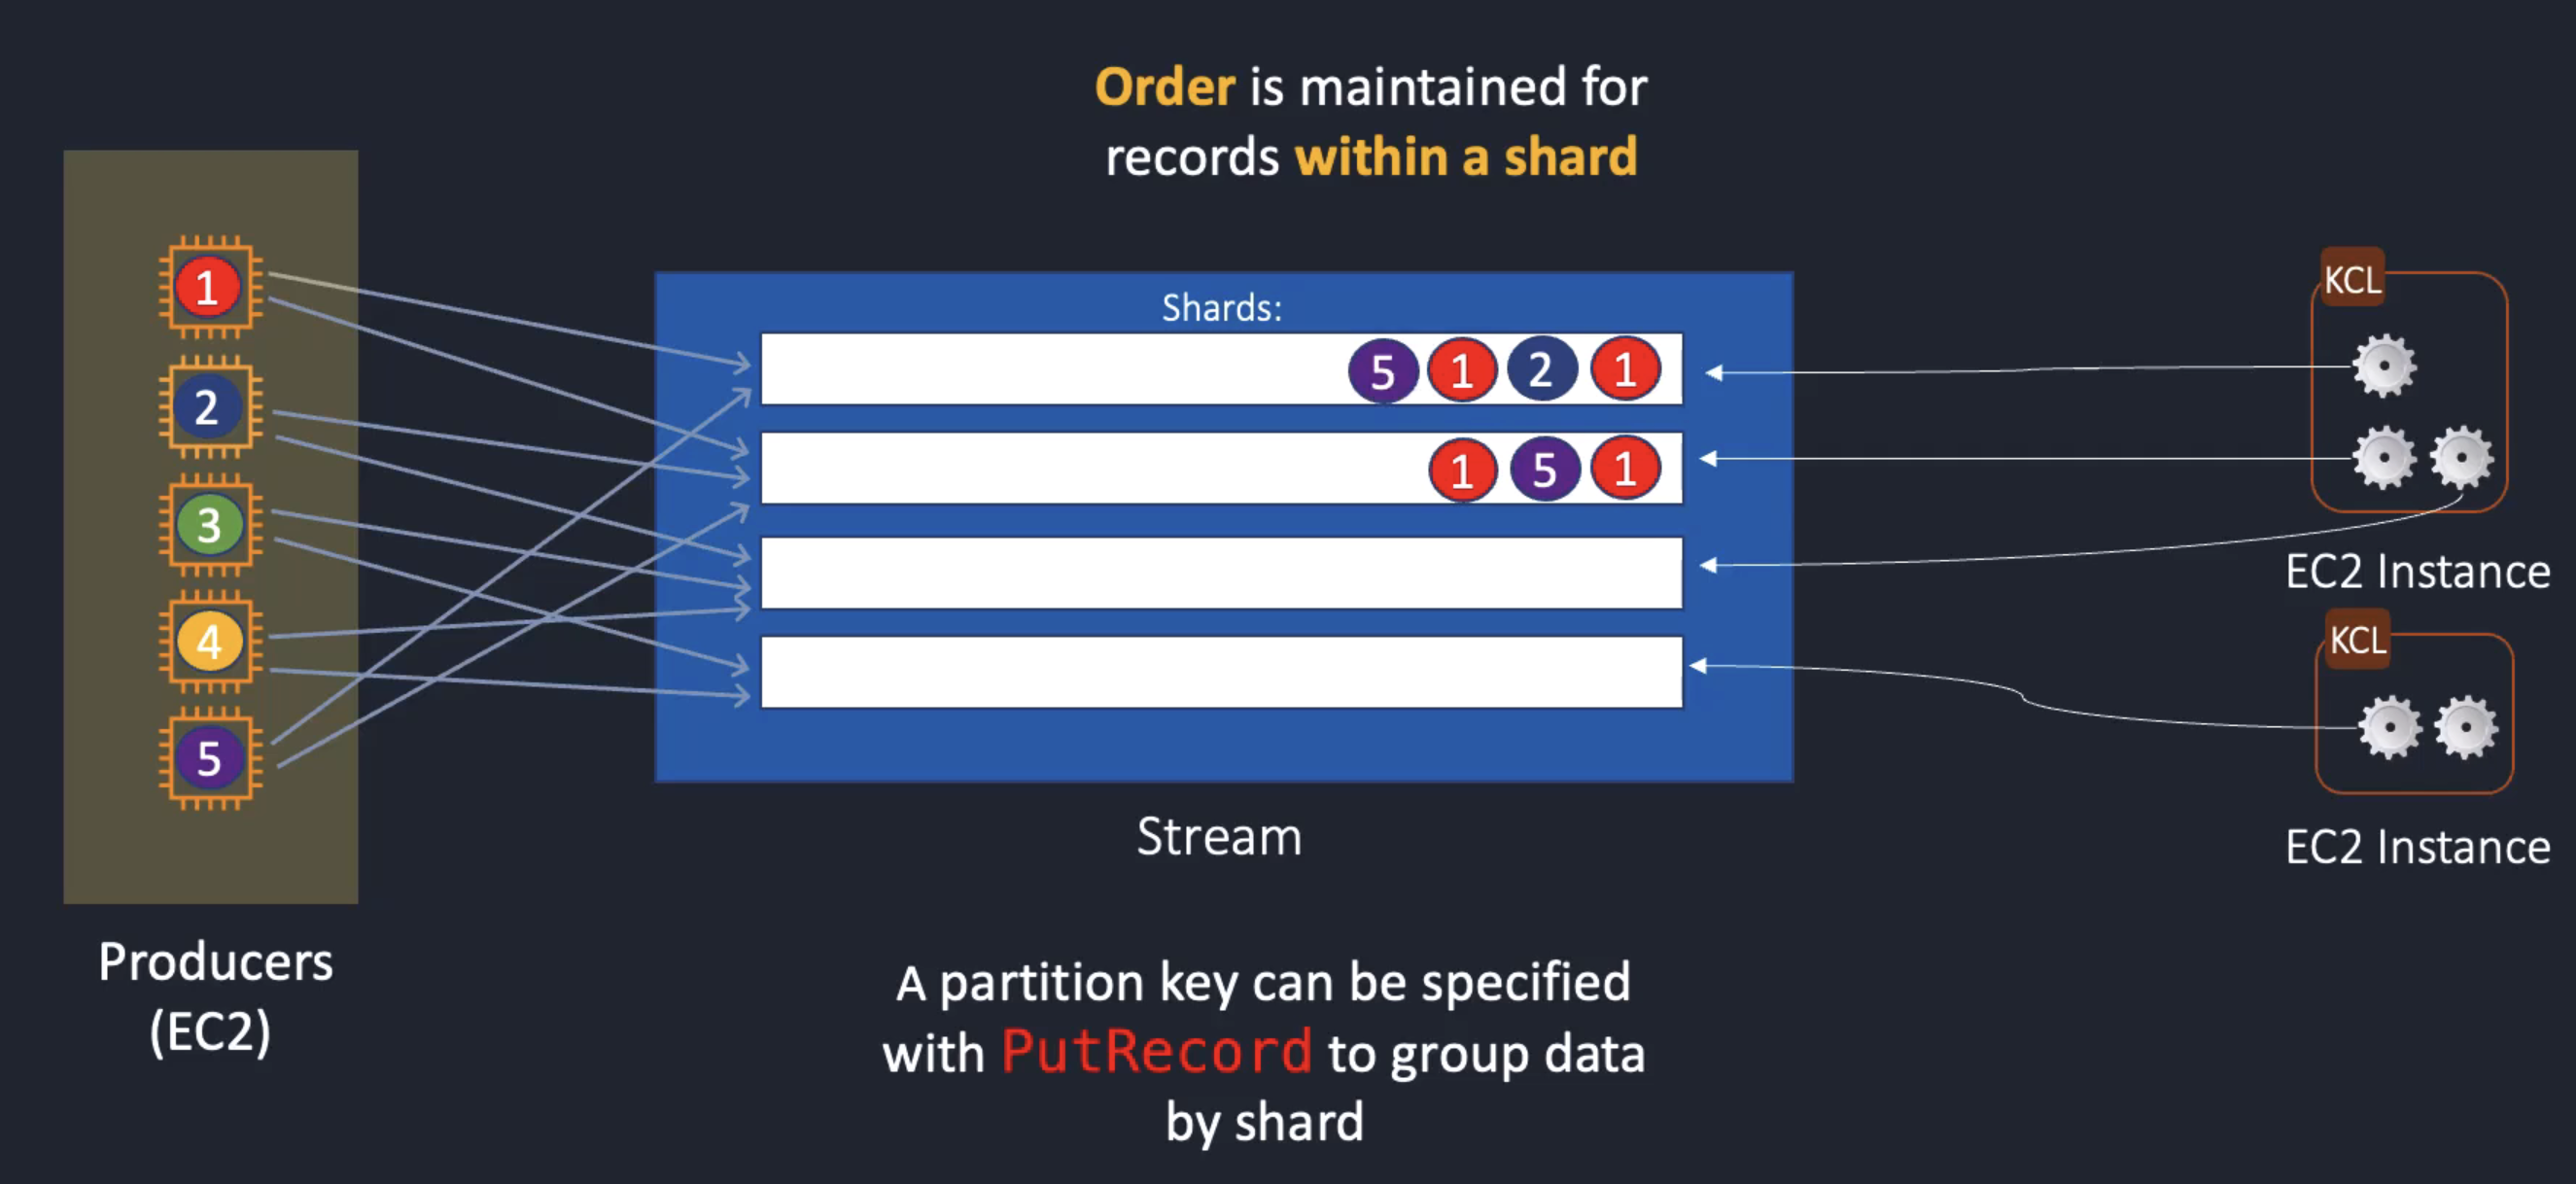 Order is maintained for
records within a shard
1
2
3
4
5
Producers
(EC2)
Shards:
5 1 2 1
1 5 1
Stream
A partition key can be specified
with PutRecord to group data
by shard
KCL
EC2 Instance
KCL
EC2 Instance